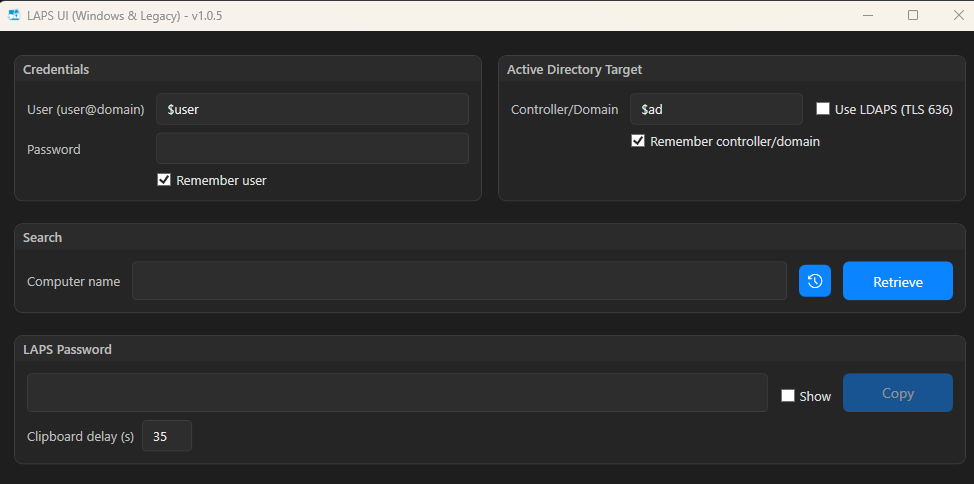 LAPS UI (Windows & Legacy) - v1.0.5
Credentials
User (user@domain)
$user
Password
Remember user
Active Directory Target
Controller/Domain
$ad
Use LDAPS (TLS 636)
Remember controller/domain
Search
Computer name
Retrieve
LAPS Password
Show
Copy
Clipboard delay (s)
35